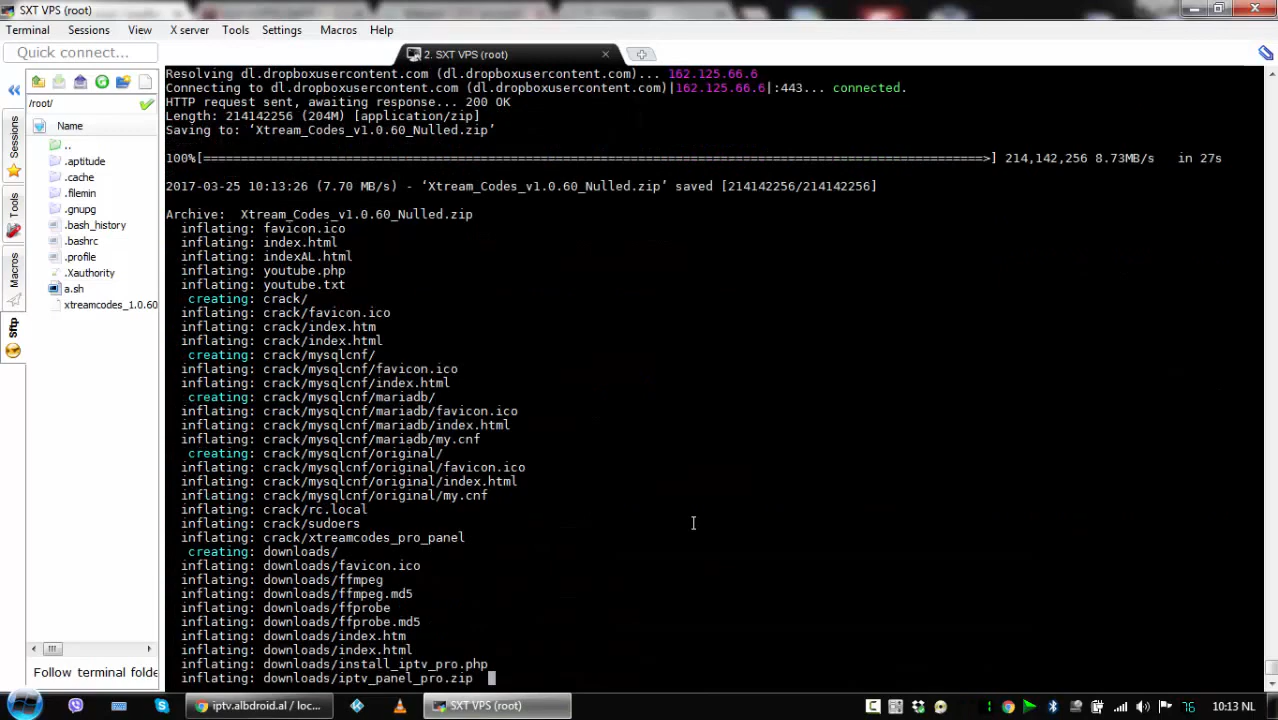 SXT VPS (root)
Terminal Sessions View X server Tools Settings Macros Help
Quick connect...
2. SXT VPS (root)
/root/
Name
..
.aptitude
.cache
.filemin
.gnupg
.bash_history
.bashrc
.profile
.Xauthority
a.sh
xtreamcodes_1.0.60
Sessions
Tools
Macros
Sftp
Follow terminal folde
Resolving dl.dropboxusercontent.com (dl.dropboxusercontent.com)... 162.125.66.6
Connecting to dl.dropboxusercontent.com (dl.dropboxusercontent.com)|162.125.66.6|:443... connected.
HTTP request sent, awaiting response... 200 OK
Length: 214142256 (204M) [application/zip]
Saving to: ‘Xtream_Codes_v1.0.60_Nulled.zip’
100%[=======================================================================================================>] 214,142,256 8.73MB/s   in 27s
2017-03-25 10:13:26 (7.70 MB/s) - ‘Xtream_Codes_v1.0.60_Nulled.zip’ saved [214142256/214142256]
Archive:  Xtream_Codes_v1.0.60_Nulled.zip
inflating: favicon.ico
inflating: index.html
inflating: indexAL.html
inflating: youtube.php
inflating: youtube.txt
creating: crack/
inflating: crack/favicon.ico
inflating: crack/index.htm
inflating: crack/index.html
creating: crack/mysqlcnf/
inflating: crack/mysqlcnf/favicon.ico
inflating: crack/mysqlcnf/index.html
creating: crack/mysqlcnf/mariadb/
inflating: crack/mysqlcnf/mariadb/favicon.ico
inflating: crack/mysqlcnf/mariadb/index.html
inflating: crack/mysqlcnf/mariadb/my.cnf
creating: crack/mysqlcnf/original/
inflating: crack/mysqlcnf/original/favicon.ico
inflating: crack/mysqlcnf/original/index.html
inflating: crack/mysqlcnf/original/my.cnf
inflating: crack/rc.local
inflating: crack/sudoers
inflating: crack/xtreamcodes_pro_panel
creating: downloads/
inflating: downloads/favicon.ico
inflating: downloads/ffmpeg
inflating: downloads/ffmpeg.md5
inflating: downloads/ffprobe
inflating: downloads/ffprobe.md5
inflating: downloads/index.htm
inflating: downloads/index.html
inflating: downloads/install_iptv_pro.php
inflating: downloads/iptv_panel_pro.zip
iptv.albdroid.al / loc...
SXT VPS (root)
76
10:13 NL